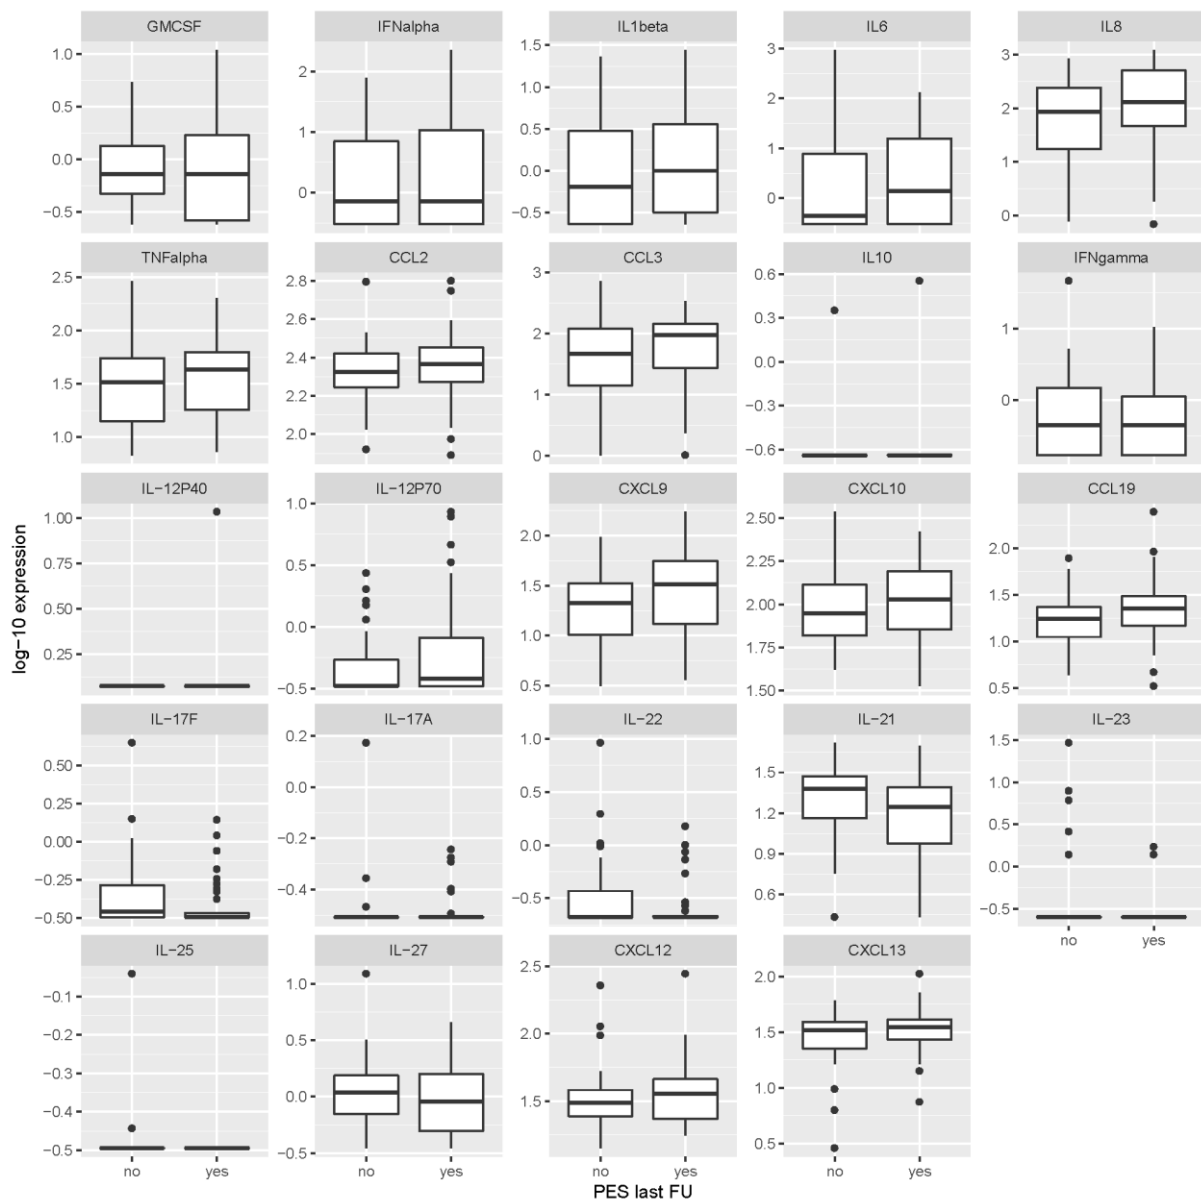 GMCSF IFNalpha IL1beta IL6 IL8
1.0 0.5 0.0 −0.5
2 1 0
1.5 1.0 0.5 0.0 −0.5
3 2 1 0
3 2 1 0
TNFalpha CCL2 CCL3 IL10 IFNgamma
2.5 2.0 1.5 1.0
2.8 2.6 2.4 2.2 2.0
3 2 1 0
0.6 0.3 0.0 −0.3 −0.6
1 0
IL−12P40 IL−12P70 CXCL9 CXCL10 CCL19
1.00 0.75 0.50 0.25
1.0 0.5 0.0 −0.5
2.0 1.5 1.0 0.5
2.50 2.25 2.00 1.75 1.50
2.0 1.5 1.0 0.5
log−10 expression
IL−17F IL−17A IL−22 IL−21 IL−23
0.50 0.25 0.00 −0.25 −0.50
0.2 0.0 −0.2 −0.4
1.0 0.5 0.0 −0.5
1.5 1.2 0.9 0.6
1.5 1.0 0.5 0.0 −0.5
no yes
IL−25 IL−27 CXCL12 CXCL13
−0.1 −0.2 −0.3 −0.4 −0.5
1.0 0.5 0.0 −0.5
2.5 2.0 1.5
2.0 1.5 1.0 0.5
no yes no yes no yes no yes
PES last FU